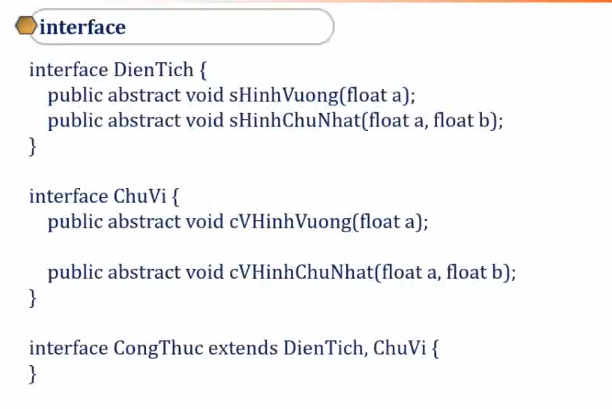 interface
interface DienTich {
public abstract void sHinhVuong(float a);
public abstract void sHinhChuNhat(float a, float b);
}
interface ChuVi {
public abstract void cVHinhVuong(float a);
public abstract void cVHinhChuNhat(float a, float b);
}
interface CongThuc extends DienTich, ChuVi {
}